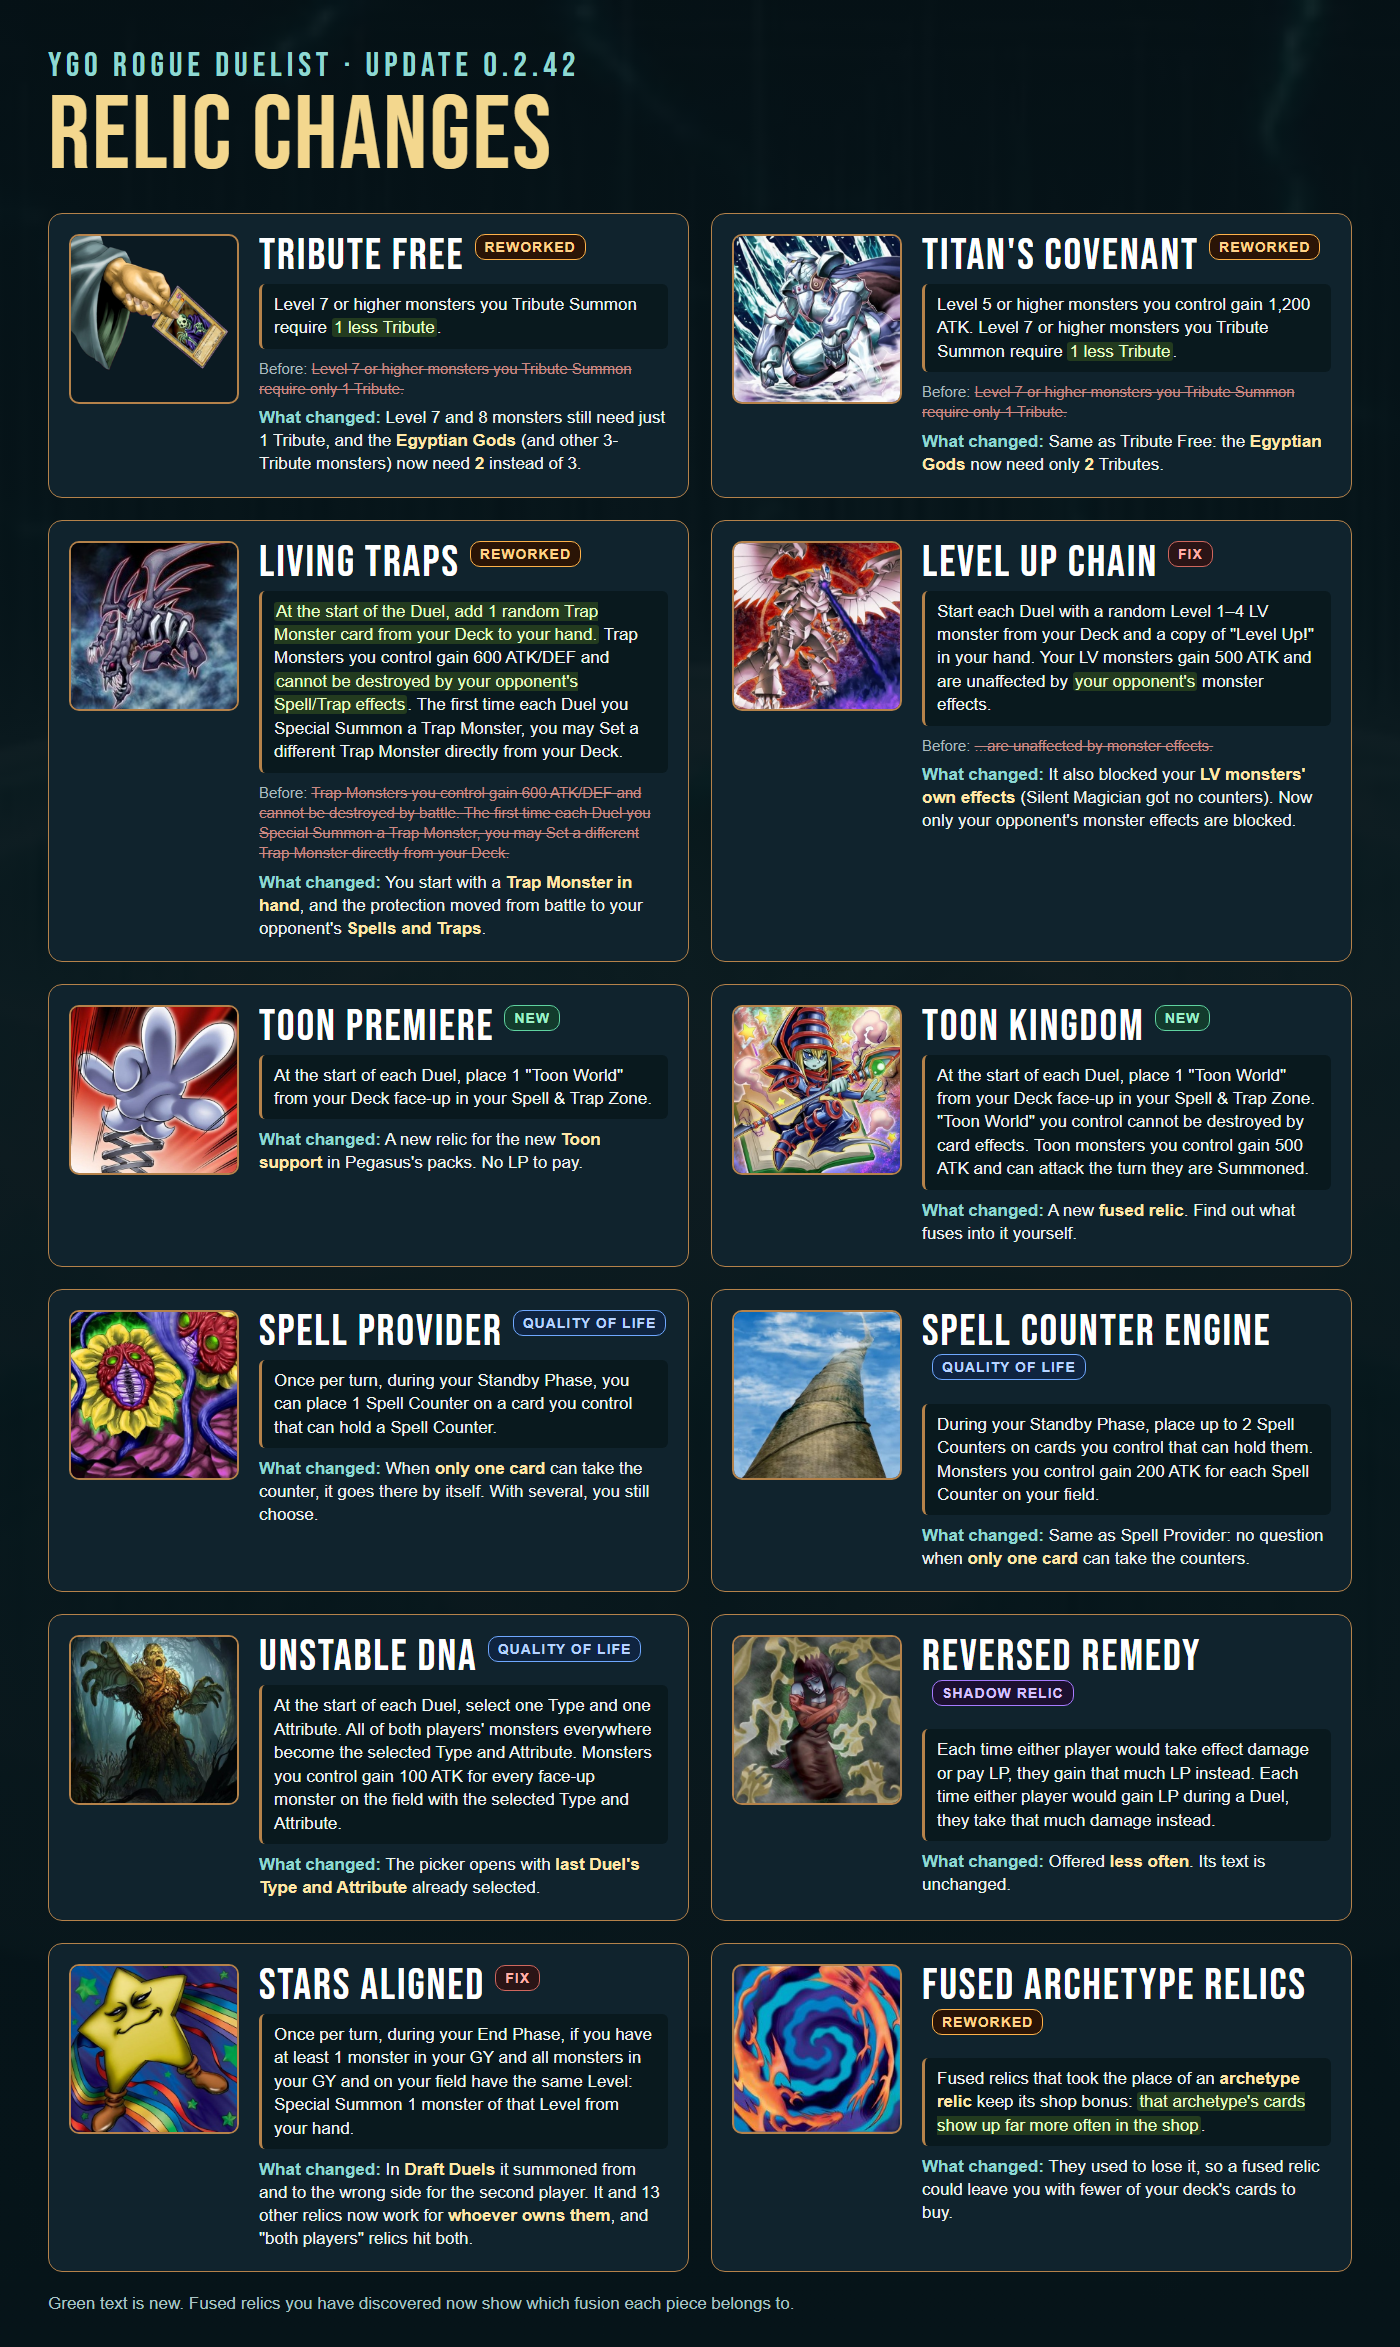 YGO ROGUE DUELIST · UPDATE 0.2.42
RELIC CHANGES
TRIBUTE FREE
REWORKED
Level 7 or higher monsters you Tribute Summon
require 1 less Tribute.
Before: Level 7 or higher monsters you Tribute Summon
require only 1 Tribute.
What changed: Level 7 and 8 monsters still need just
1 Tribute, and the Egyptian Gods (and other 3-
Tribute monsters) now need 2 instead of 3.
TITAN'S COVENANT
REWORKED
Level 5 or higher monsters you control gain 1,200
ATK. Level 7 or higher monsters you Tribute
Summon require 1 less Tribute.
Before: Level 7 or higher monsters you Tribute Summon
require only 1 Tribute.
What changed: Same as Tribute Free: the Egyptian
Gods now need only 2 Tributes.
LIVING TRAPS
REWORKED
At the start of the Duel, add 1 random Trap
Monster card from your Deck to your hand. Trap
Monsters you control gain 600 ATK/DEF and
cannot be destroyed by your opponent's
Spell/Trap effects. The first time each Duel you
Special Summon a Trap Monster, you may Set a
different Trap Monster directly from your Deck.
Before: Trap Monsters you control gain 600 ATK/DEF and
cannot be destroyed by battle. The first time each Duel you
Special Summon a Trap Monster, you may Set a different
Trap Monster directly from your Deck.
What changed: You start with a Trap Monster in
hand, and the protection moved from battle to your
opponent's Spells and Traps.
LEVEL UP CHAIN
FIX
Start each Duel with a random Level 1–4 LV
monster from your Deck and a copy of "Level Up!"
in your hand. Your LV monsters gain 500 ATK and
are unaffected by your opponent's monster
effects.
Before: ...are unaffected by monster effects.
What changed: It also blocked your LV monsters'
own effects (Silent Magician got no counters). Now
only your opponent's monster effects are blocked.
TOON PREMIERE
NEW
At the start of each Duel, place 1 "Toon World"
from your Deck face-up in your Spell & Trap Zone.
What changed: A new relic for the new Toon
support in Pegasus's packs. No LP to pay.
TOON KINGDOM
NEW
At the start of each Duel, place 1 "Toon World"
from your Deck face-up in your Spell & Trap Zone.
"Toon World" you control cannot be destroyed by
card effects. Toon monsters you control gain 500
ATK and can attack the turn they are Summoned.
What changed: A new fused relic. Find out what
fuses into it yourself.
SPELL PROVIDER
QUALITY OF LIFE
Once per turn, during your Standby Phase, you
can place 1 Spell Counter on a card you control
that can hold a Spell Counter.
What changed: When only one card can take the
counter, it goes there by itself. With several, you still
choose.
SPELL COUNTER ENGINE
QUALITY OF LIFE
During your Standby Phase, place up to 2 Spell
Counters on cards you control that can hold them.
Monsters you control gain 200 ATK for each Spell
Counter on your field.
What changed: Same as Spell Provider: no question
when only one card can take the counters.
UNSTABLE DNA
QUALITY OF LIFE
At the start of each Duel, select one Type and one
Attribute. All of both players' monsters everywhere
become the selected Type and Attribute. Monsters
you control gain 100 ATK for every face-up
monster on the field with the selected Type and
Attribute.
What changed: The picker opens with last Duel's
Type and Attribute already selected.
REVERSED REMEDY
SHADOW RELIC
Each time either player would take effect damage
or pay LP, they gain that much LP instead. Each
time either player would gain LP during a Duel,
they take that much damage instead.
What changed: Offered less often. Its text is
unchanged.
STARS ALIGNED
FIX
Once per turn, during your End Phase, if you have
at least 1 monster in your GY and all monsters in
your GY and on your field have the same Level:
Special Summon 1 monster of that Level from
your hand.
What changed: In Draft Duels it summoned from
and to the wrong side for the second player. It and 13
other relics now work for whoever owns them, and
"both players" relics hit both.
FUSED ARCHETYPE RELICS
REWORKED
Fused relics that took the place of an archetype
relic keep its shop bonus: that archetype's cards
show up far more often in the shop.
What changed: They used to lose it, so a fused relic
could leave you with fewer of your deck's cards to
buy.
Green text is new. Fused relics you have discovered now show which fusion each piece belongs to.